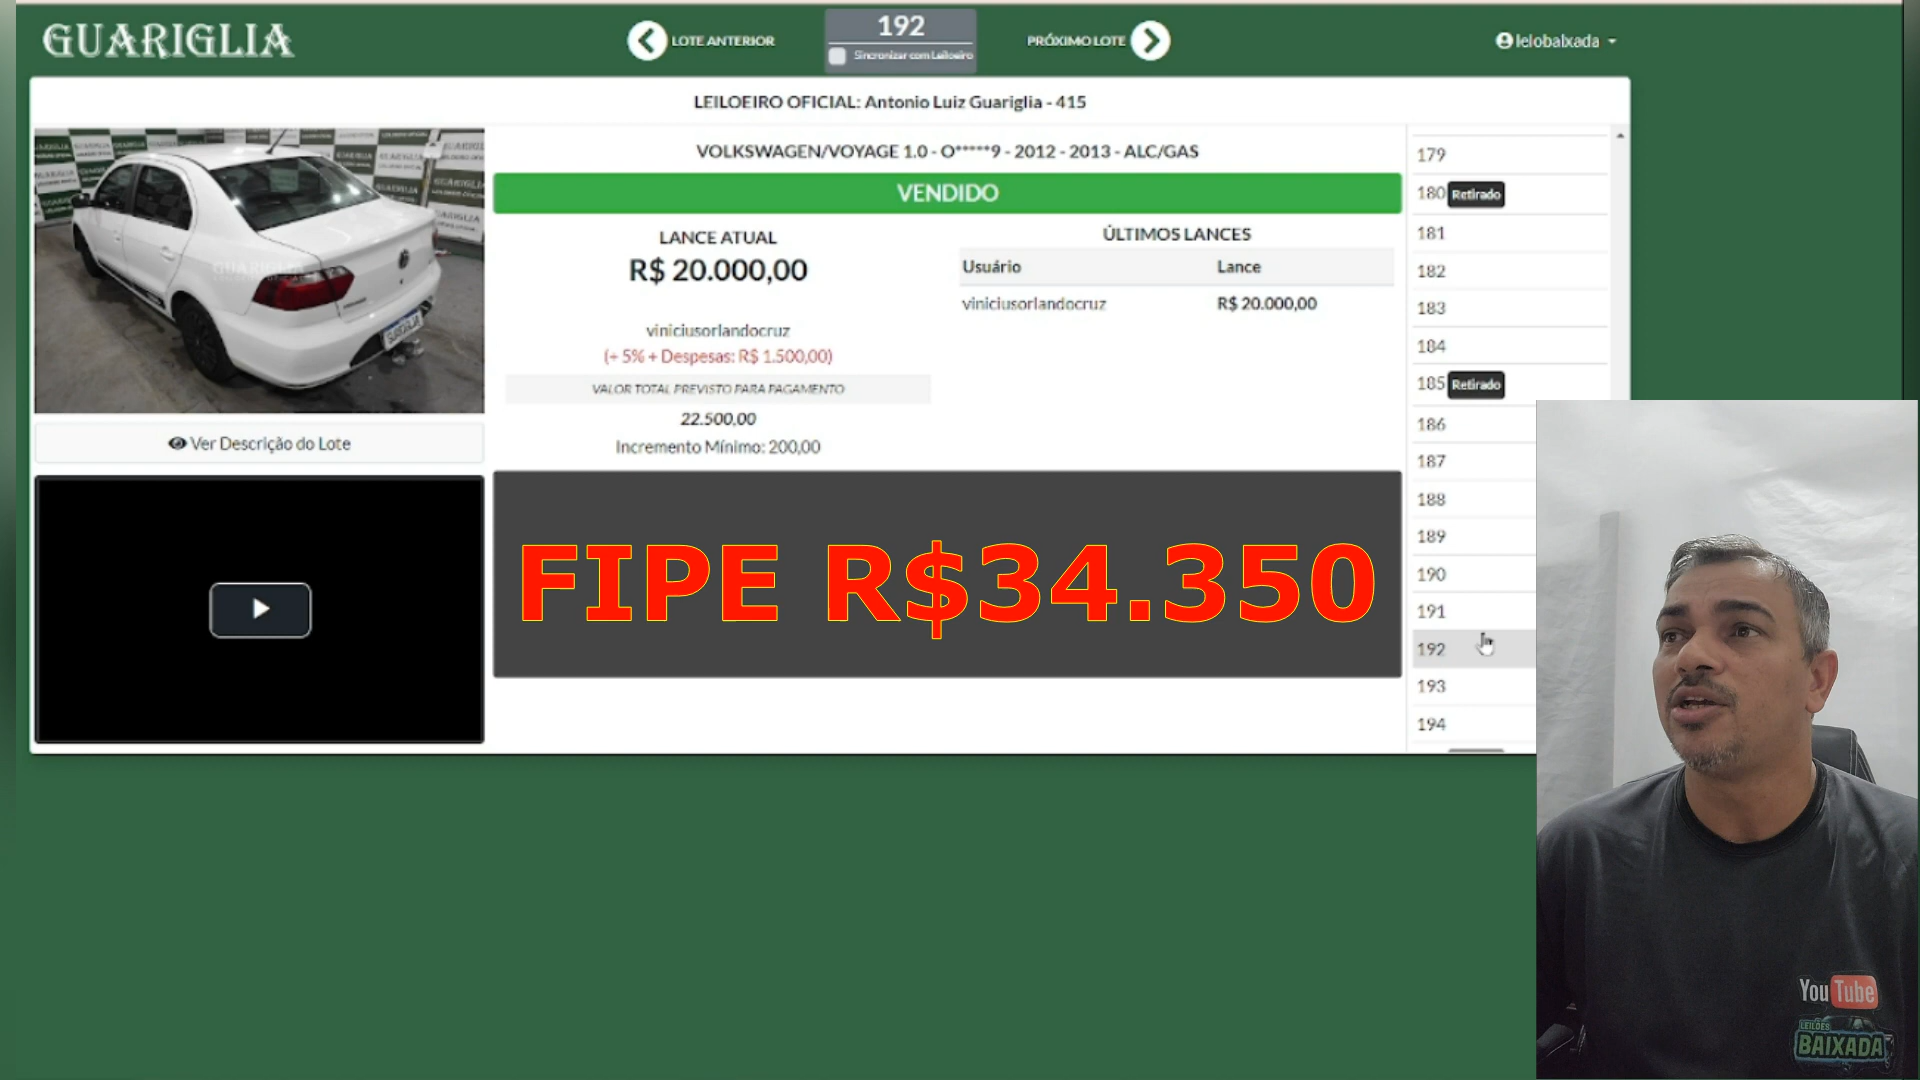 GUARIGLIA
LOTE ANTERIOR
192
Sincronizar com Leiloeiro
PRÓXIMO LOTE
lelobaixada
LEILOEIRO OFICIAL: Antonio Luiz Guariglia - 415
VOLKSWAGEN/VOYAGE 1.0 - O*****9 - 2012 - 2013 - ALC/GAS
VENDIDO
LANCE ATUAL
R$ 20.000,00
viniciusorlandocruz
(+ 5% + Despesas: R$ 1.500,00)
VALOR TOTAL PREVISTO PARA PAGAMENTO
22.500,00
Incremento Mínimo: 200,00
ÚLTIMOS LANCES
Usuário Lance
viniciusorlandocruz R$ 20.000,00
Ver Descrição do Lote
FIPE R$34.350
179
180 Retirado
181
182
183
184
185 Retirado
186
187
188
189
190
191
192
193
194
GUARIGLIA
YouTube
LEILÕES
BAIXADA